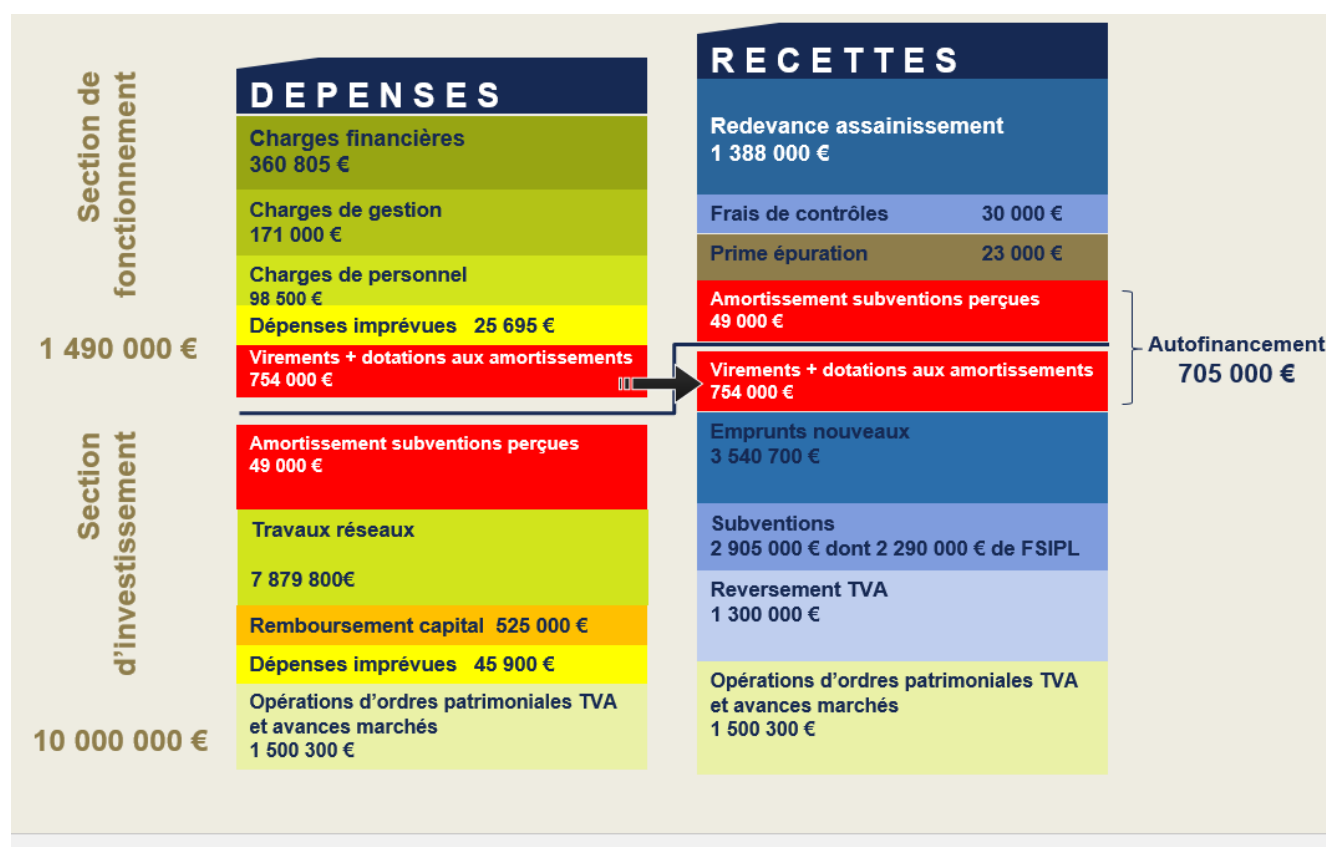 Section de
fonctionnement
1 490 000 €
DEPENSES
Charges financières
360 805 €
Charges de gestion
171 000 €
Charges de personnel
98 500 €
Dépenses imprévues 25 695 €
Virements + dotations aux amortissements
754 000 €
RECETTES
Redevance assainissement
1 388 000 €
Frais de contrôles 30 000 €
Prime épuration 23 000 €
Amortissement subventions perçues
49 000 €
Autofinancement
705 000 €
Section
d'investissement
10 000 000 €
Amortissement subventions perçues
49 000 €
Travaux réseaux
7 879 800€
Remboursement capital 525 000 €
Dépenses imprévues 45 900 €
Opérations d'ordres patrimoniales TVA
et avances marchés
1 500 300 €
Virements + dotations aux amortissements
754 000 €
Emprunts nouveaux
3 540 700 €
Subventions
2 905 000 € dont 2 290 000 € de FSIPL
Reversement TVA
1 300 000 €
Opérations d'ordres patrimoniales TVA
et avances marchés
1 500 300 €